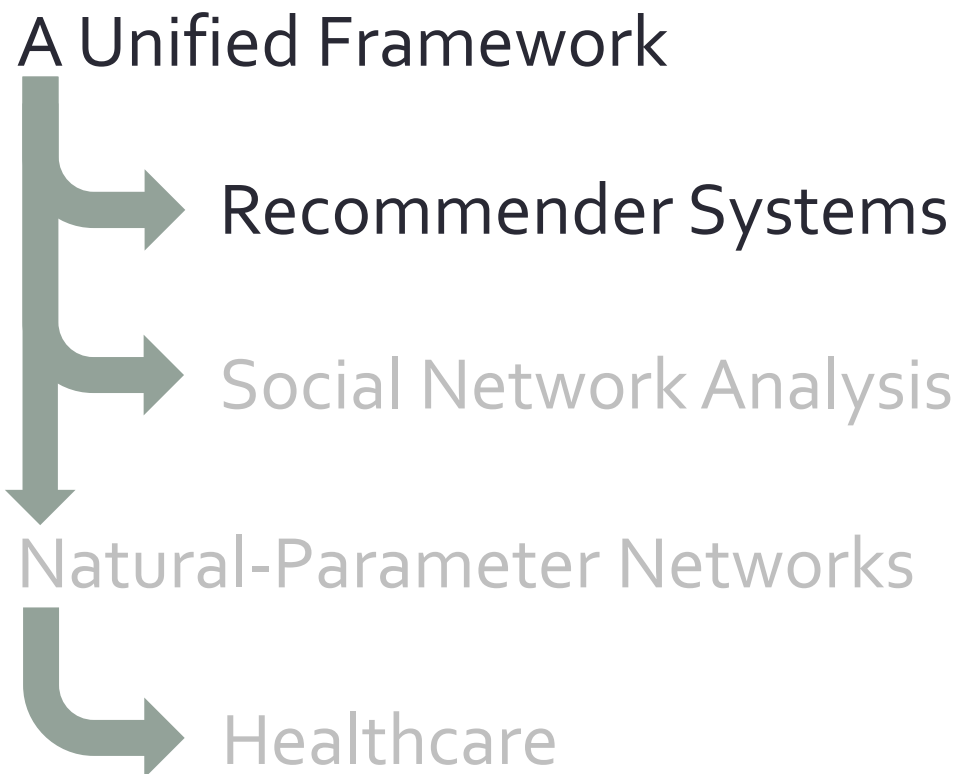 A Unified Framework
Recommender Systems
Social Network Analysis
Natural-Parameter Networks
Healthcare